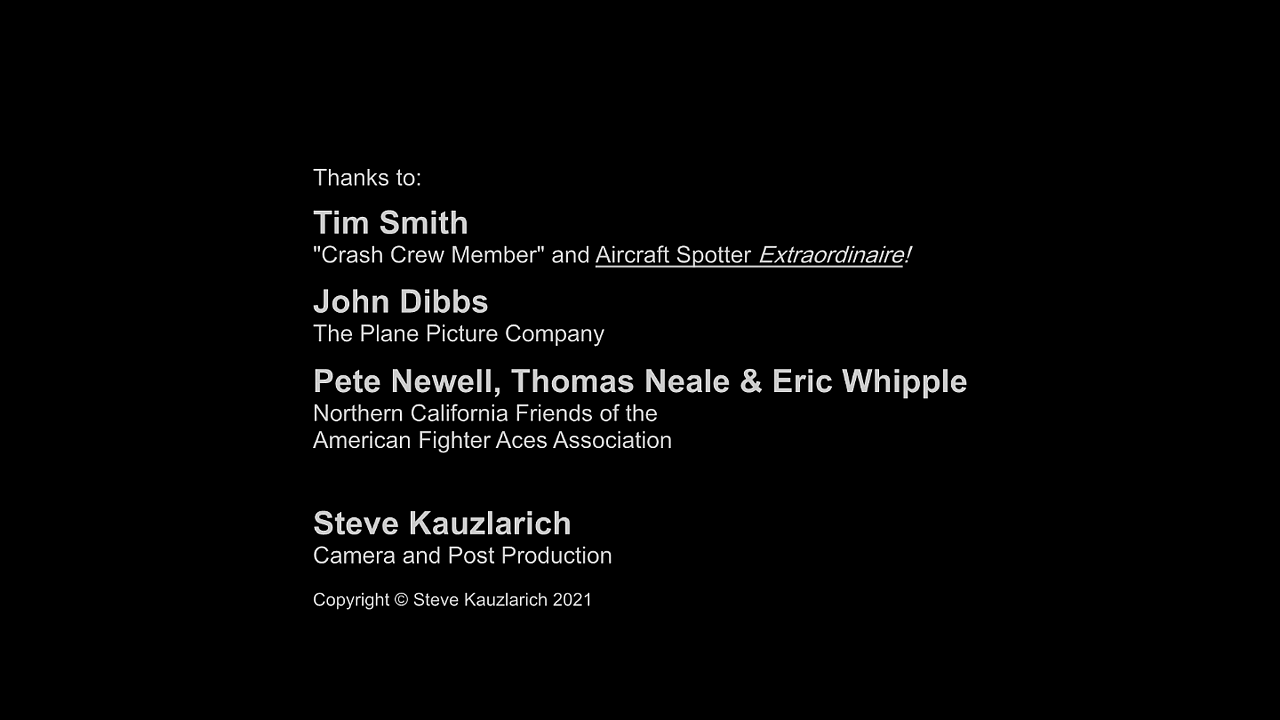 Thanks to:
Tim Smith
"Crash Crew Member" and Aircraft Spotter Extraordinaire!
John Dibbs
The Plane Picture Company
Pete Newell, Thomas Neale & Eric Whipple
Northern California Friends of the
American Fighter Aces Association
Steve Kauzlarich
Camera and Post Production
Copyright © Steve Kauzlarich 2021